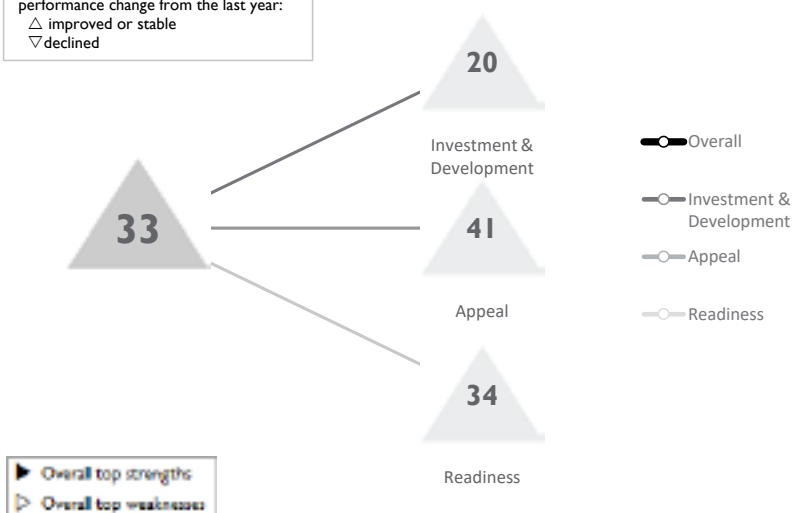 performance change from the last year:
△ improved or stable
▽ declined
20
Investment &
Development
33
41
Appeal
34
Readiness
Overall
Investment &
Development
Appeal
Readiness
▶ Overall top strengths
▷ Overall top weaknesses